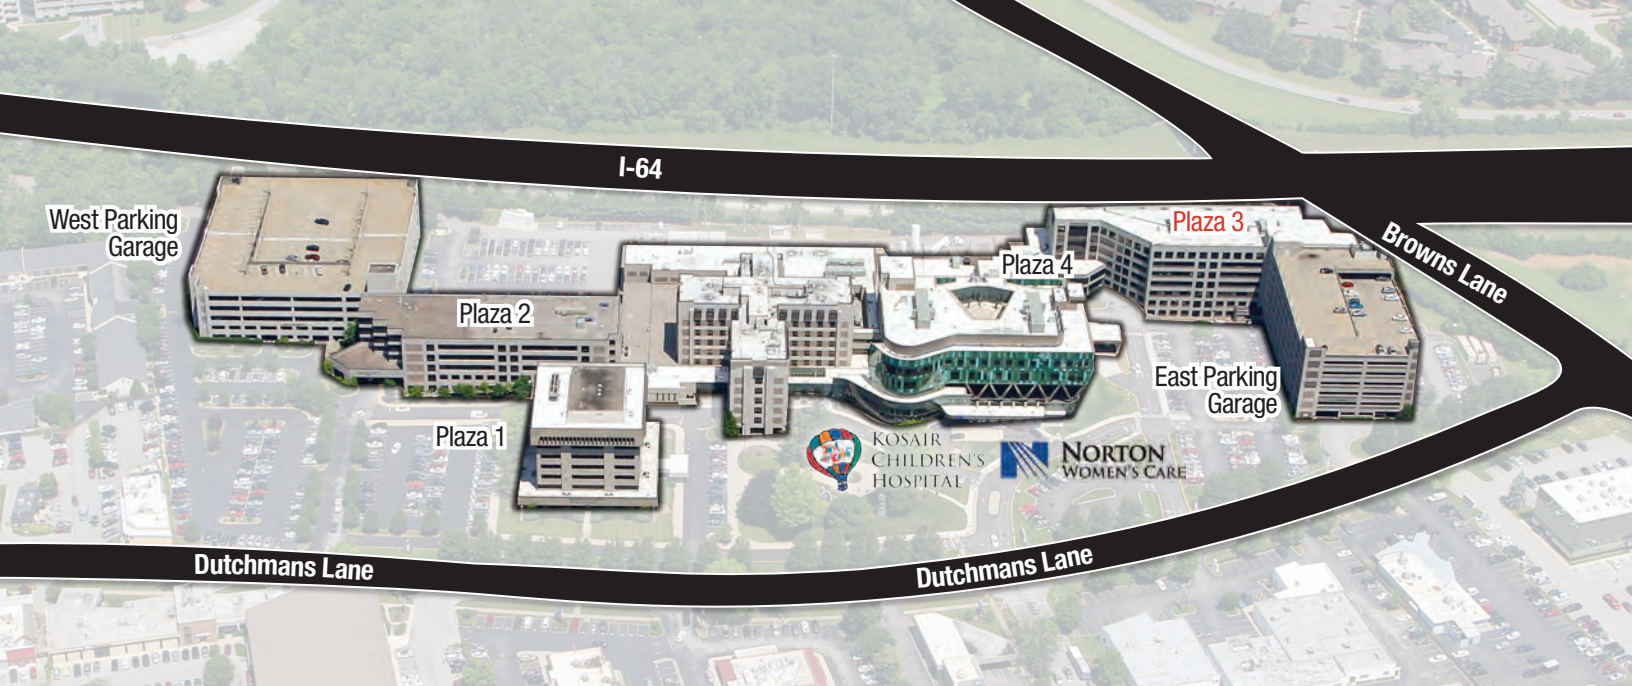 I-64
West Parking
Garage
Plaza 3
Browns Lane
Plaza 4
Plaza 2
East Parking
Garage
Plaza 1
KOSAIR
CHILDREN'S
HOSPITAL
NORTON
WOMEN'S CARE
Dutchmans Lane
Dutchmans Lane